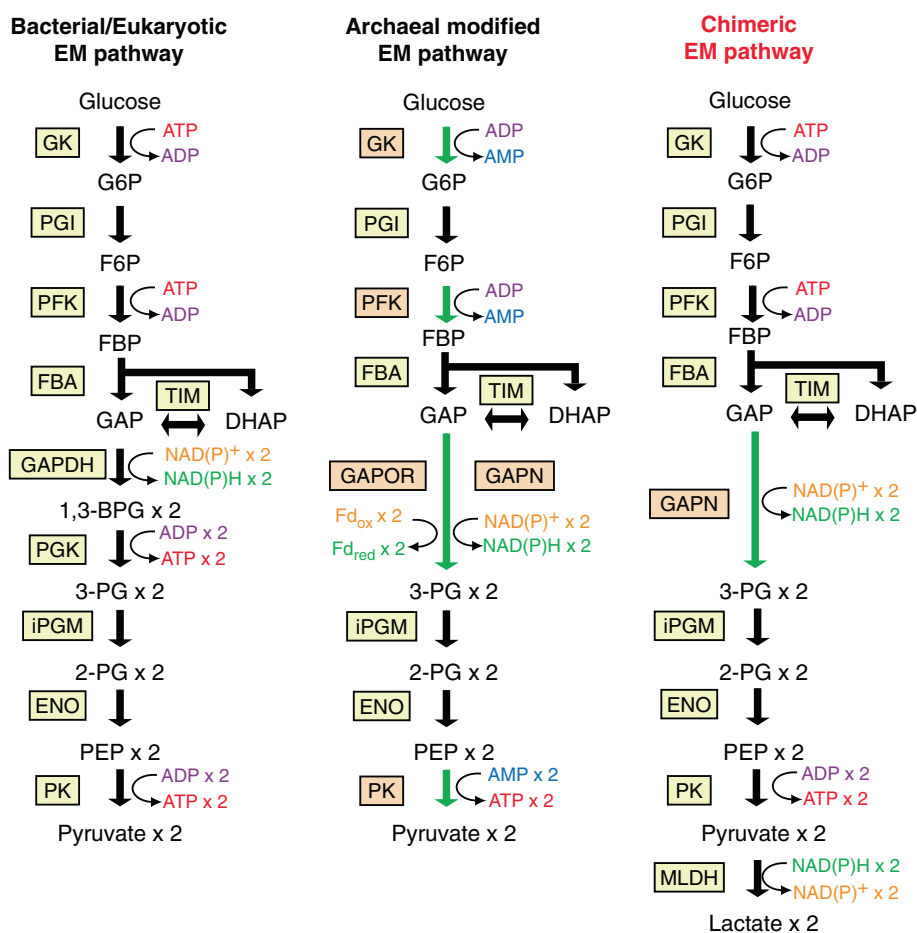 Bacterial/Eukaryotic
EM pathway
Glucose
GK
ATP
ADP
G6P
PGI
F6P
PFK
ATP
ADP
FBP
FBA
TIM
GAP
DHAP
GAPDH
NAD(P)+ x 2
NAD(P)H x 2
1,3-BPG x 2
PGK
ADP x 2
ATP x 2
3-PG x 2
iPGM
2-PG x 2
ENO
PEP x 2
PK
ADP x 2
ATP x 2
Pyruvate x 2
Archaeal modified
EM pathway
Glucose
GK
ADP
AMP
G6P
PGI
F6P
PFK
ADP
AMP
FBP
FBA
TIM
GAP
DHAP
GAPOR
GAPN
Fdox x 2
Fdred x 2
NAD(P)+ x 2
NAD(P)H x 2
3-PG x 2
iPGM
2-PG x 2
ENO
PEP x 2
PK
AMP x 2
ATP x 2
Pyruvate x 2
Chimeric
EM pathway
Glucose
GK
ATP
ADP
G6P
PGI
F6P
PFK
ATP
ADP
FBP
FBA
TIM
GAP
DHAP
GAPN
NAD(P)+ x 2
NAD(P)H x 2
3-PG x 2
iPGM
2-PG x 2
ENO
PEP x 2
PK
ADP x 2
ATP x 2
Pyruvate x 2
MLDH
NAD(P)H x 2
NAD(P)+ x 2
Lactate x 2